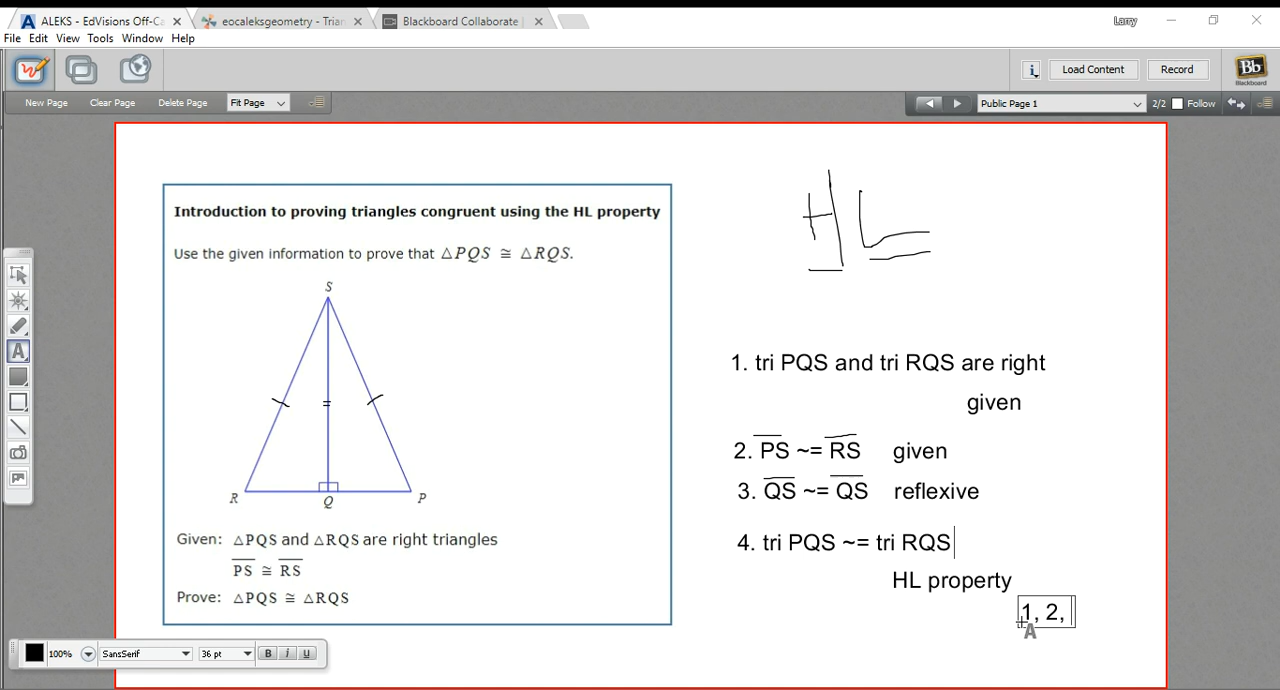 ALEKS - EdVisions Off-Ca
eocaleksgeometry - Trian
Blackboard Collaborate
Larry
File Edit View Tools Window Help
Load Content
Record
Bb
Blackboard
New Page Clear Page Delete Page Fit Page
Public Page 1
2/2
Follow
Introduction to proving triangles congruent using the HL property
Use the given information to prove that △PQS ≅ △RQS.
S
R
Q
P
Given: △PQS and △RQS are right triangles
PS ≅ RS
Prove: △PQS ≅ △RQS
HL
1. tri PQS and tri RQS are right
given
2. PS ~= RS given
3. QS ~= QS reflexive
4. tri PQS ~= tri RQS
HL property
1, 2,
A
100%
SansSerif
36 pt
B i U